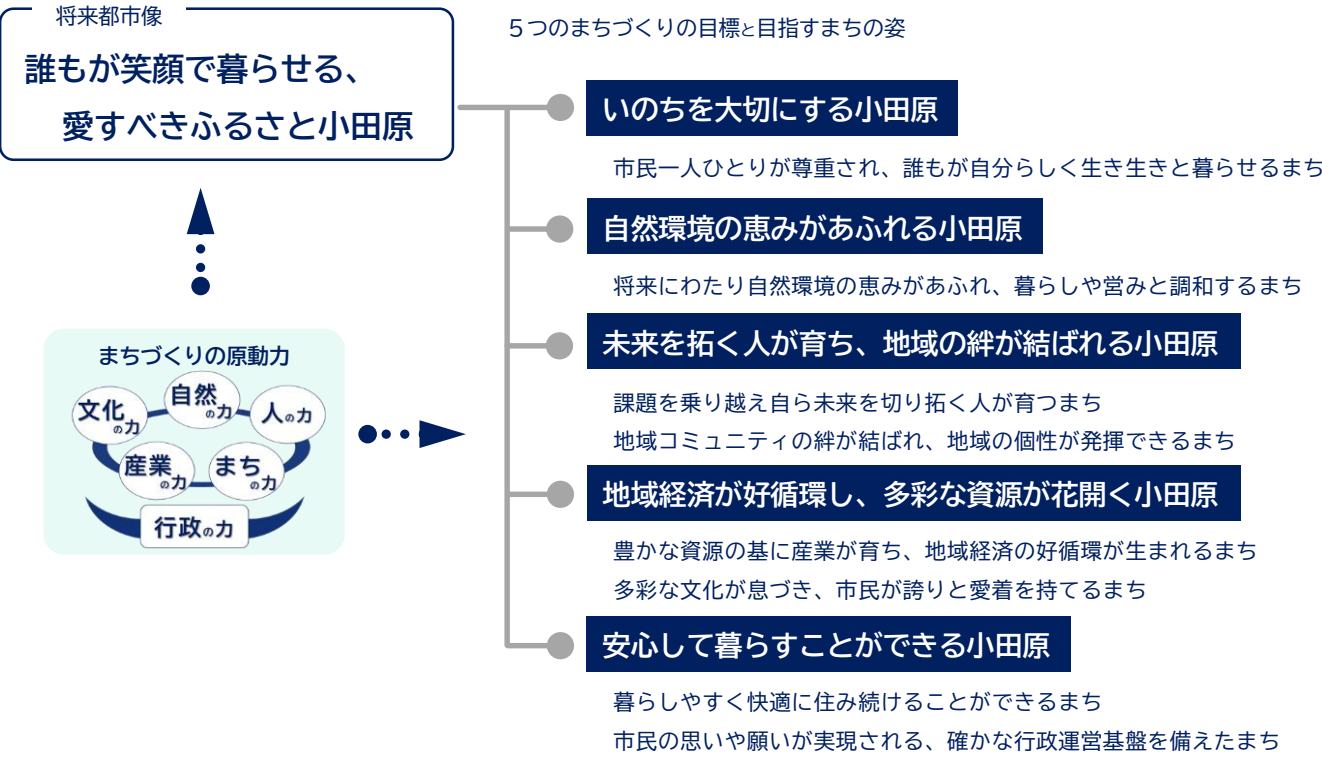 将来都市像
誰もが笑顔で暮らせる、
愛すべきふるさと小田原
まちづくりの原動力
文化の力
自然の力
人の力
産業の力
まちの力
行政の力
５つのまちづくりの目標と目指すまちの姿
いのちを大切にする小田原
市民一人ひとりが尊重され、誰もが自分らしく生き生きと暮らせるまち
自然環境の恵みがあふれる小田原
将来にわたり自然環境の恵みがあふれ、暮らしや営みと調和するまち
未来を拓く人が育ち、地域の絆が結ばれる小田原
課題を乗り越え自ら未来を切り拓く人が育つまち
地域コミュニティの絆が結ばれ、地域の個性が発揮できるまち
地域経済が好循環し、多彩な資源が花開く小田原
豊かな資源の基に産業が育ち、地域経済の好循環が生まれるまち
多彩な文化が息づき、市民が誇りと愛着を持てるまち
安心して暮らすことができる小田原
暮らしやすく快適に住み続けることができるまち
市民の思いや願いが実現される、確かな行政運営基盤を備えたまち